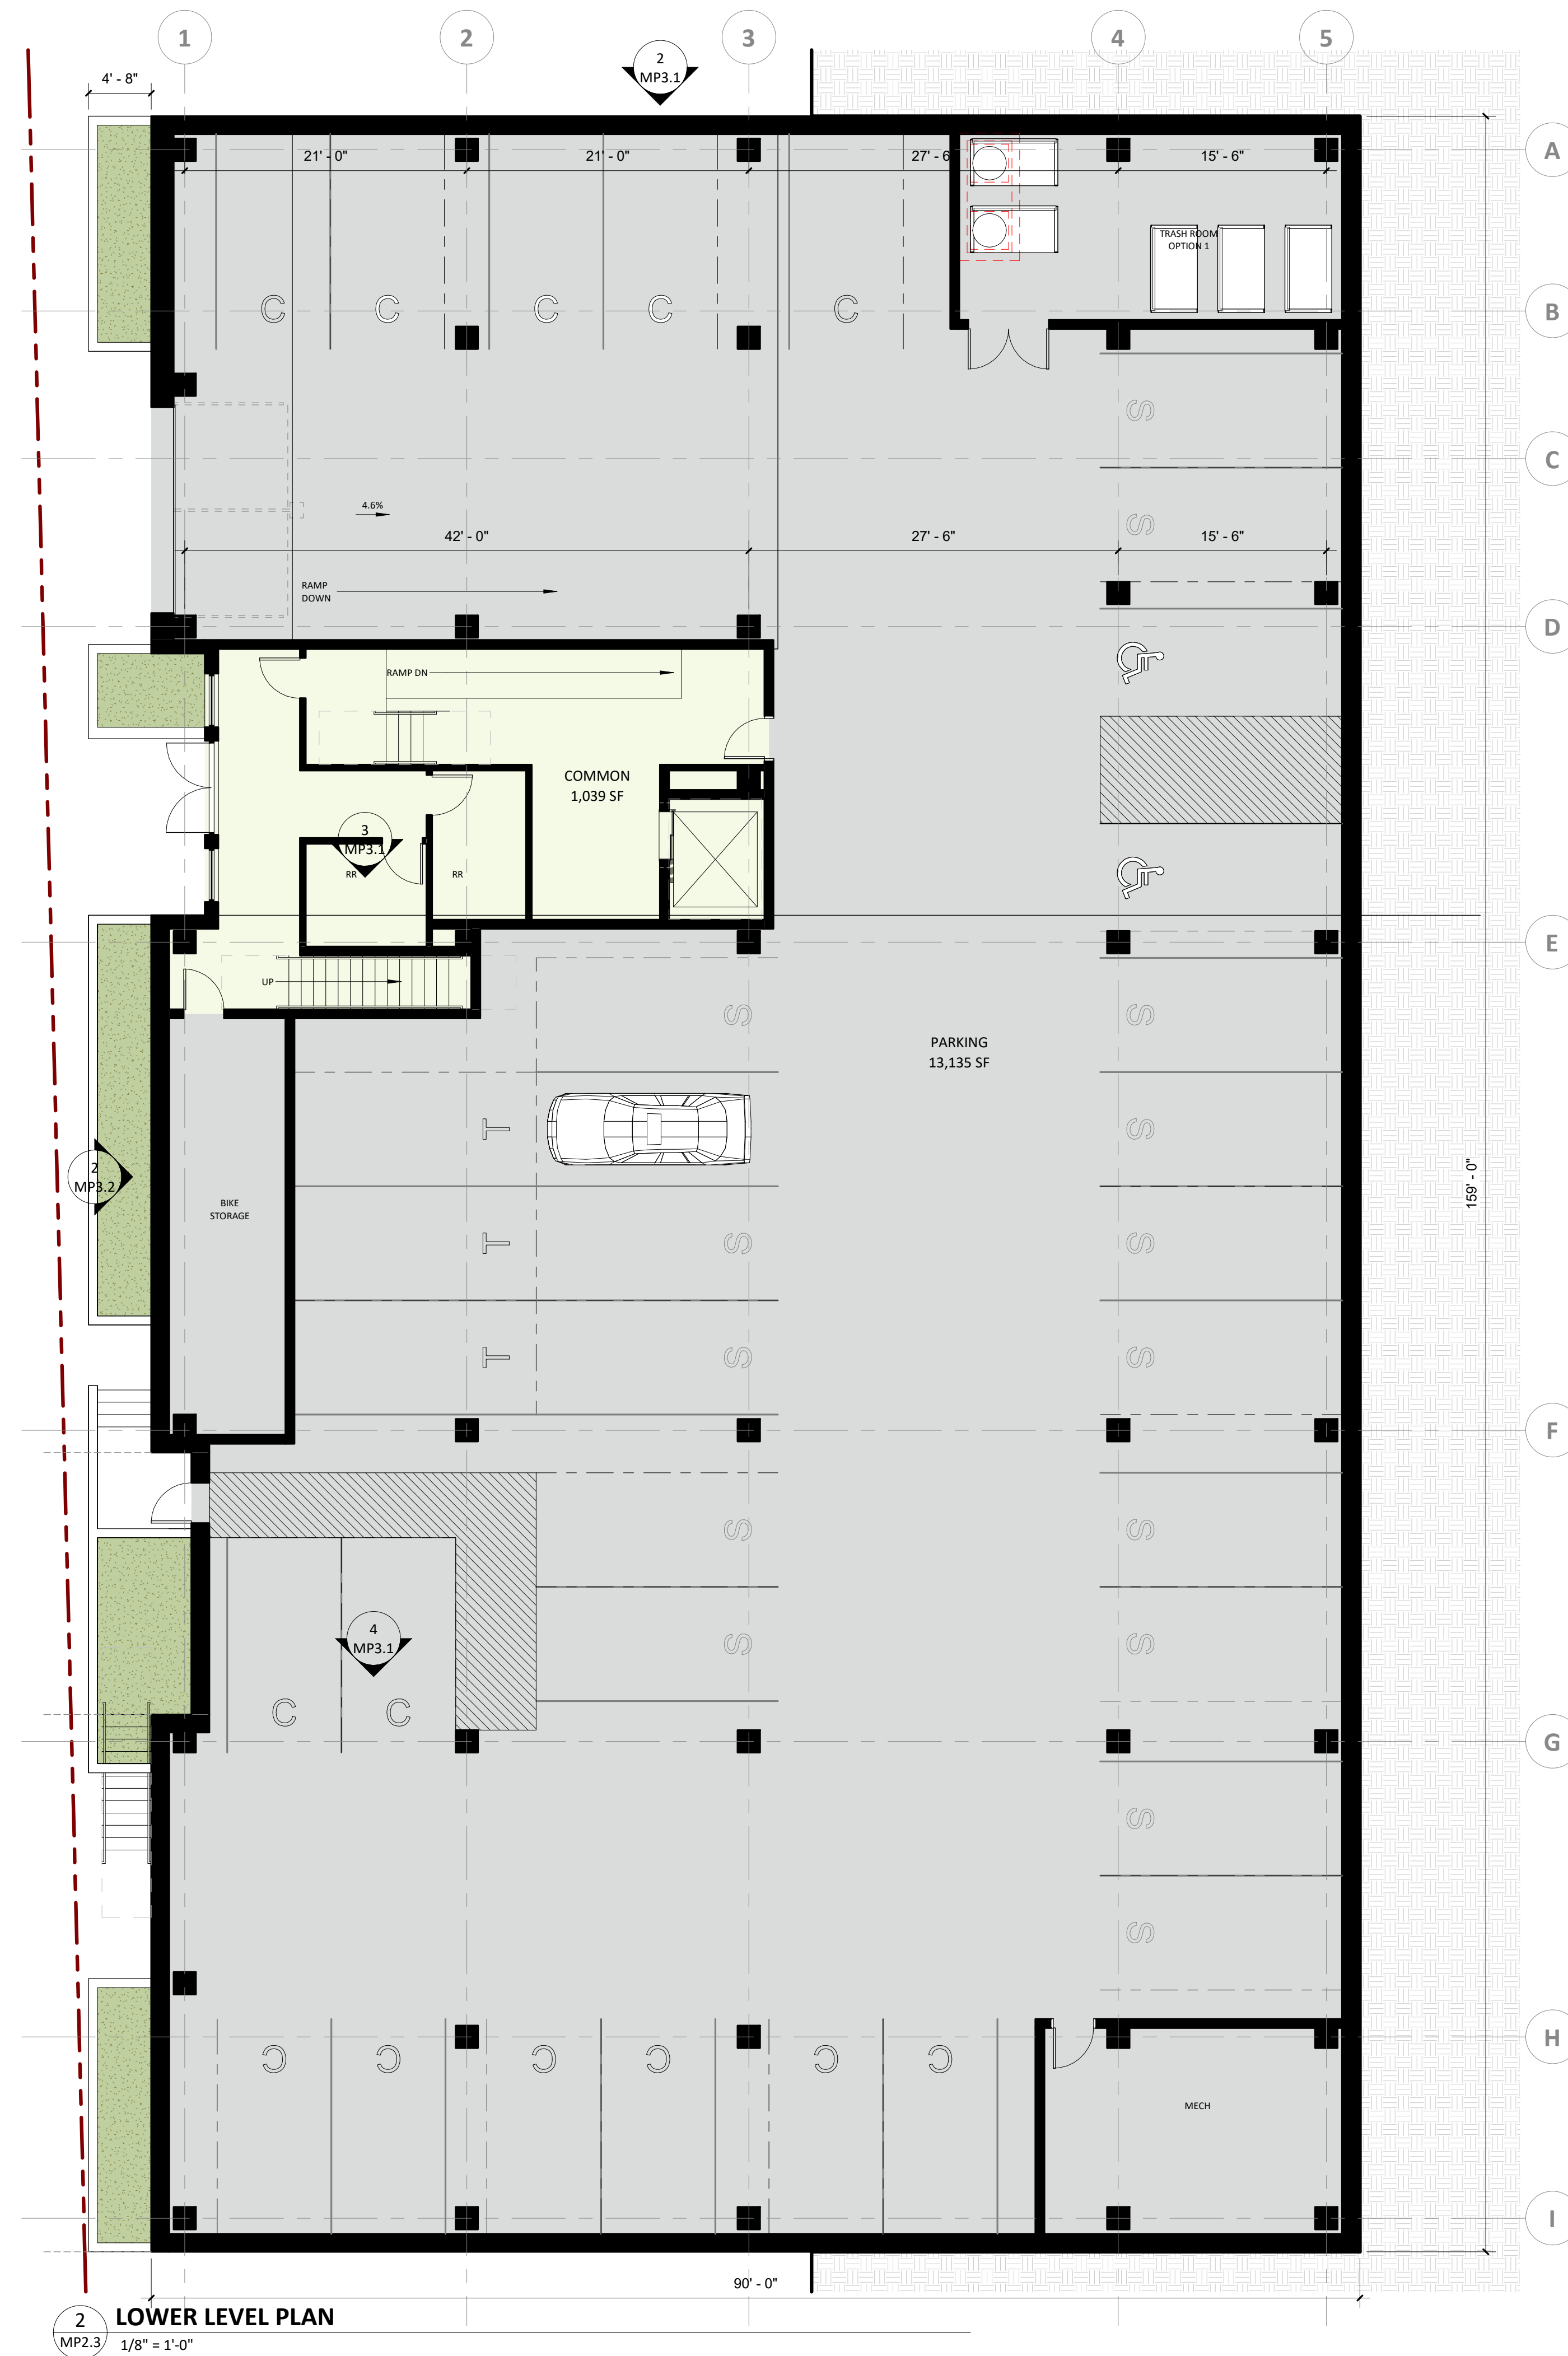 1
2
3
4
5
2
MP3.1
4' - 8"
A
21' - 0"
21' - 0"
27' - 6
15' - 6"
TRASH ROOM
OPTION 1
B
C
C
C
C
C
S
C
4.6%
S
42' - 0"
27' - 6"
15' - 6"
RAMP
DOWN
D
RAMP DN
COMMON
1,039 SF
3
MP3.1
RR
RR
E
UP
S
S
PARKING
13,135 SF
T
S
2
MP3.2
159' - 0"
BIKE
STORAGE
T
S
S
T
S
S
F
S
S
4
MP3.1
S
S
C
C
G
S
S
H
C
C
C
C
C
C
MECH
I
90' - 0"
2
MP2.3
LOWER LEVEL PLAN
1/8" = 1'-0"